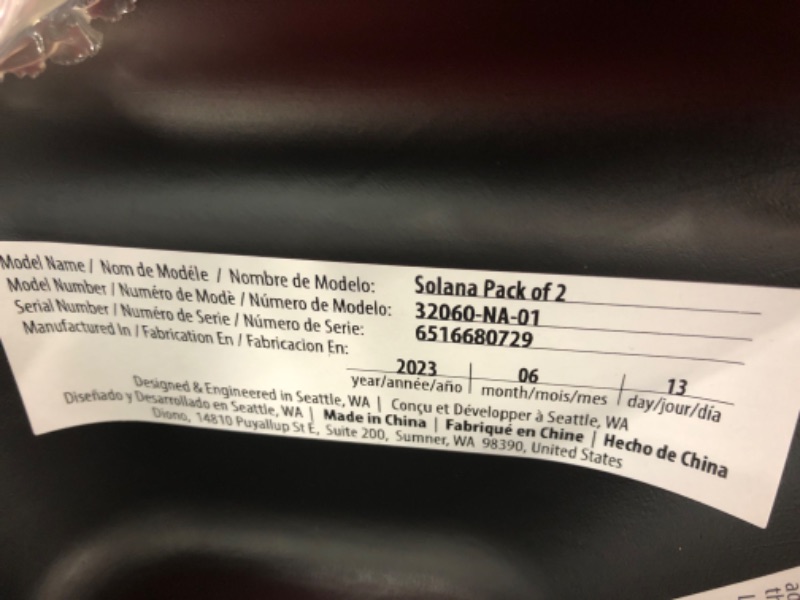 Model Name / Nom de Modéle / Nombre de Modelo: Solana Pack of 2
Model Number / Numéro de Modè / Número de Modelo: 32060-NA-01
Serial Number / Numéro de Serie / Número de Serie: 6516680729
Manufactured In / Fabrication En / Fabricacion En:
2023 | 06 | 13
year/année/año | month/mois/mes | day/jour/día
Designed & Engineered in Seattle, WA | Conçu et Développer à Seattle, WA
Diseñado y Desarrollado en Seattle, WA | Made in China | Fabriqué en Chine | Hecho de China
Diono, 14810 Puyallup St E, Suite 200, Sumner, WA 98390, United States